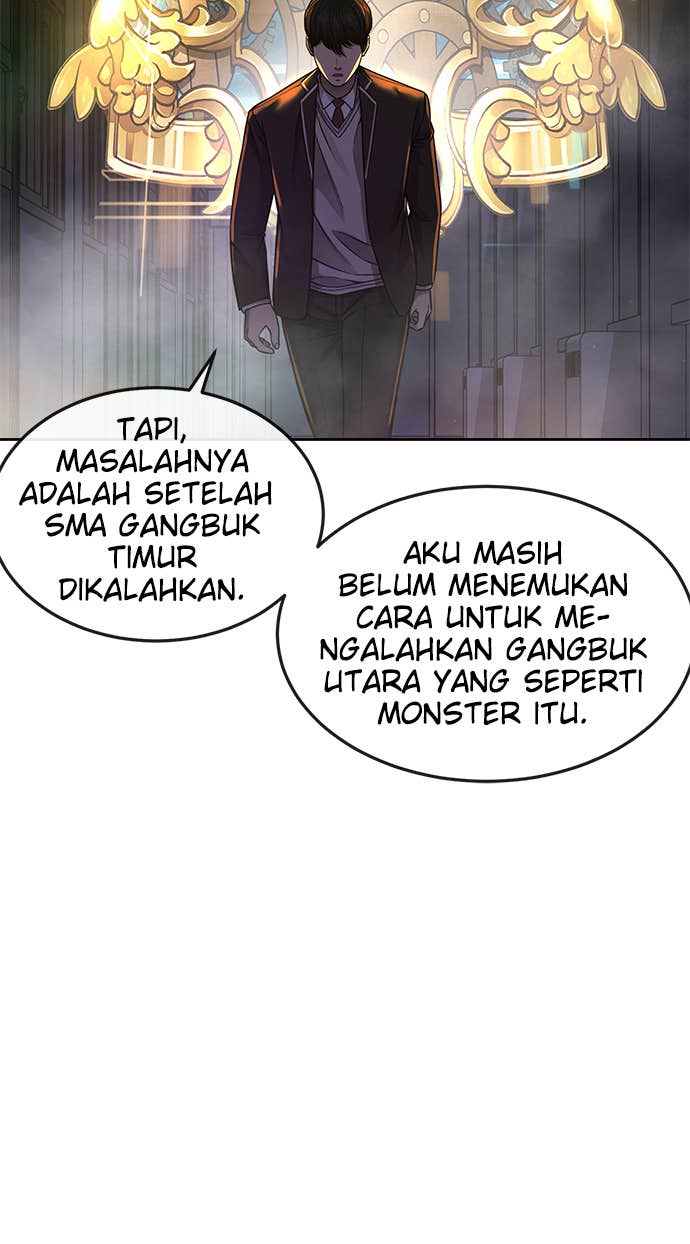 TAPI,
MASALAHNYA
ADALAH SETELAH
SMA GANGBUK
TIMUR
DIKALAHKAN.
AKU MASIH
BELUM MENEMUKAN
CARA UNTUK ME-
NGALAHKAN GANGBUK
UTARA YANG SEPERTI
MONSTER ITU.